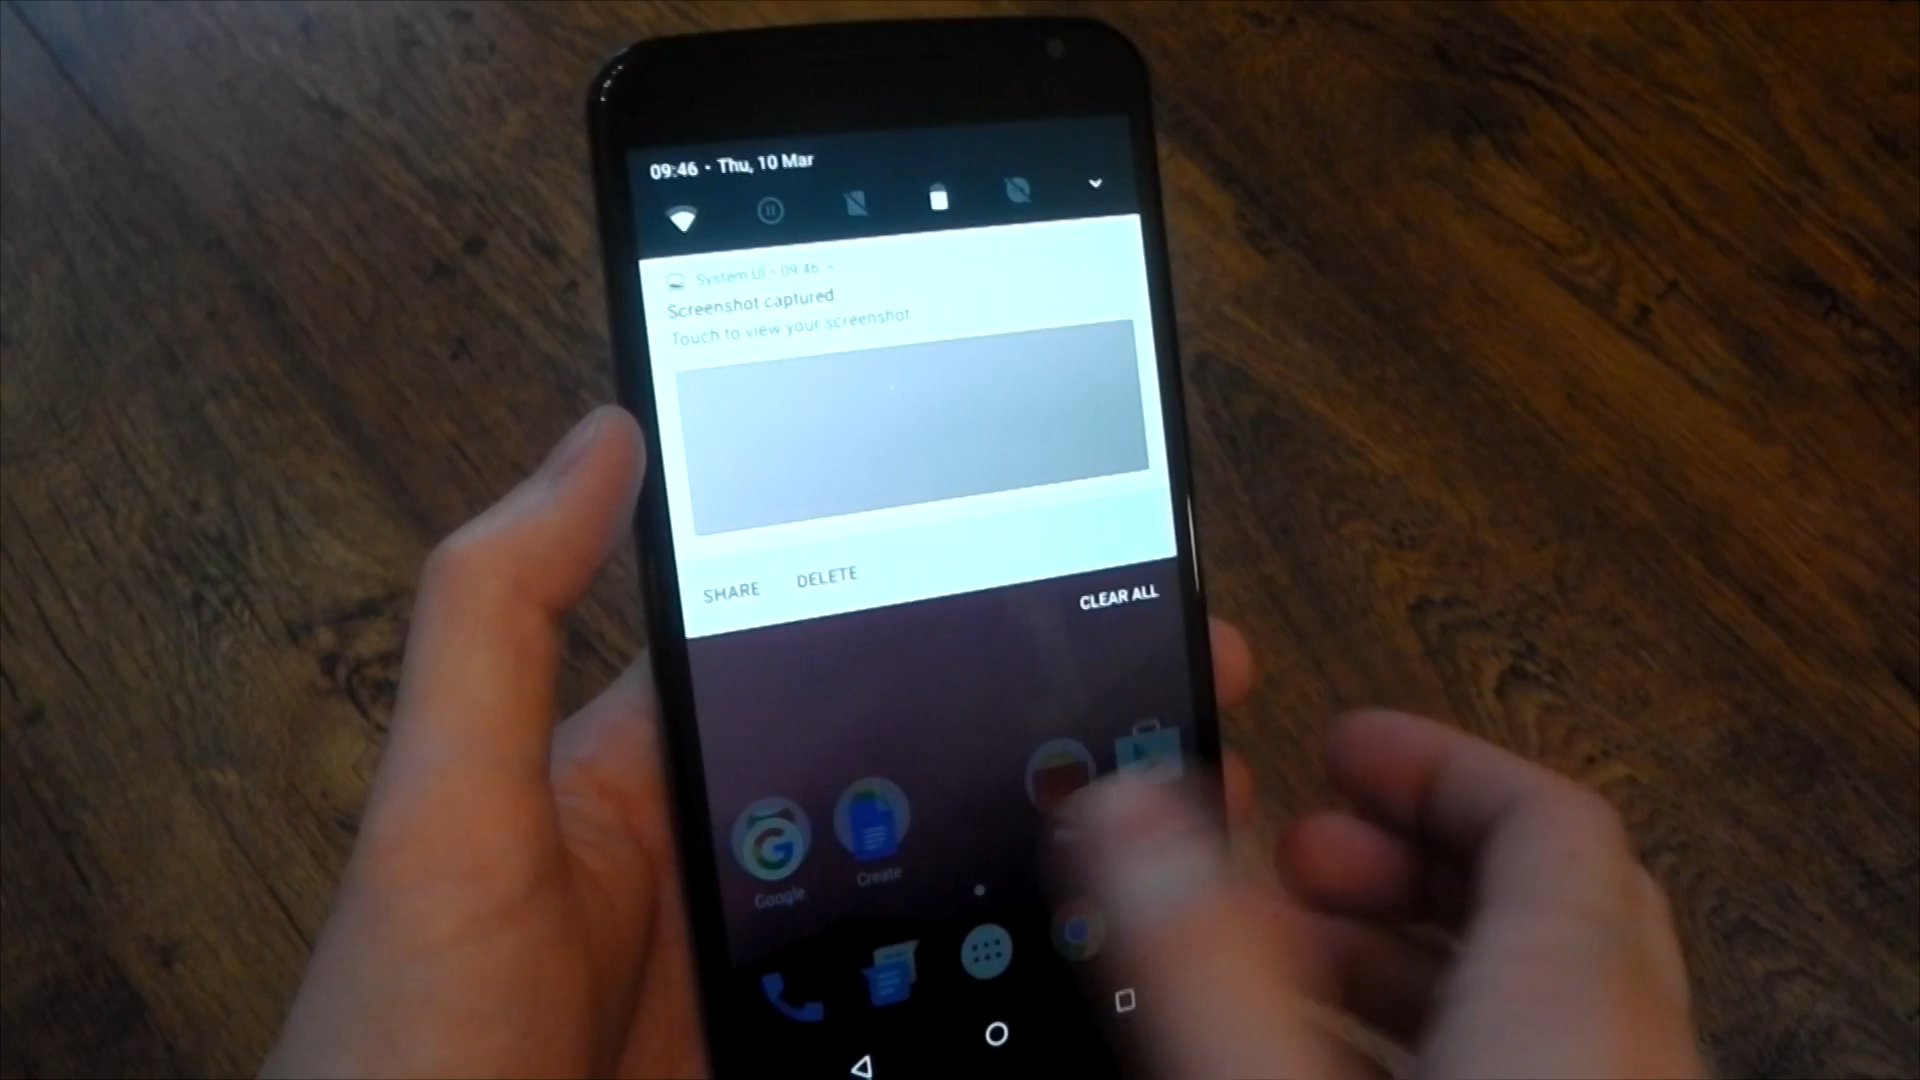 09:46 • Thu, 10 Mar
System UI • 09:46
Screenshot captured
Touch to view your screenshot
SHARE DELETE
CLEAR ALL
Google
Create